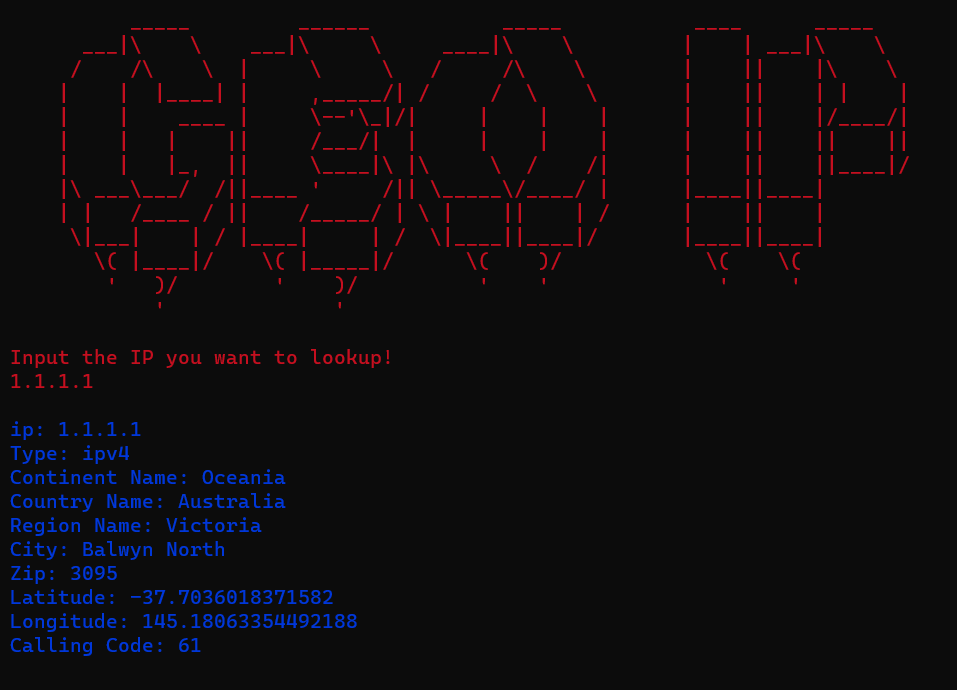 GEO IP
Input the IP you want to lookup!
1.1.1.1
ip: 1.1.1.1
Type: ipv4
Continent Name: Oceania
Country Name: Australia
Region Name: Victoria
City: Balwyn North
Zip: 3095
Latitude: -37.7036018371582
Longitude: 145.18063354492188
Calling Code: 61